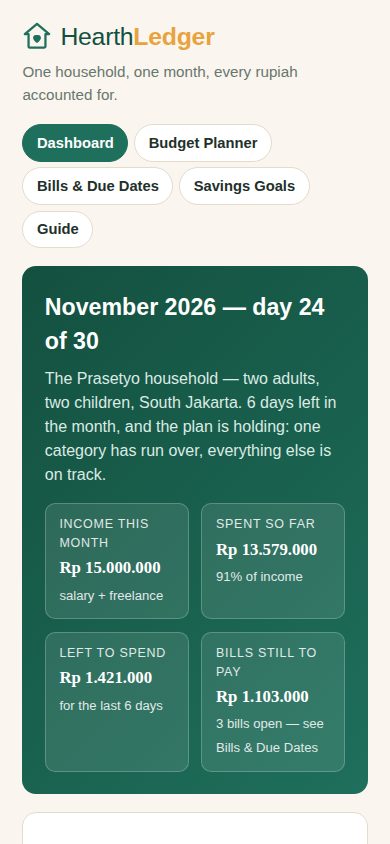 HearthLedger
One household, one month, every rupiah
accounted for.
Dashboard
Budget Planner
Bills & Due Dates
Savings Goals
Guide
November 2026 — day 24
of 30
The Prasetyo household — two adults,
two children, South Jakarta. 6 days left in
the month, and the plan is holding: one
category has run over, everything else is
on track.
INCOME THIS
MONTH
Rp 15.000.000
salary + freelance
SPENT SO FAR
Rp 13.579.000
91% of income
LEFT TO SPEND
Rp 1.421.000
for the last 6 days
BILLS STILL TO
PAY
Rp 1.103.000
3 bills open — see
Bills & Due Dates